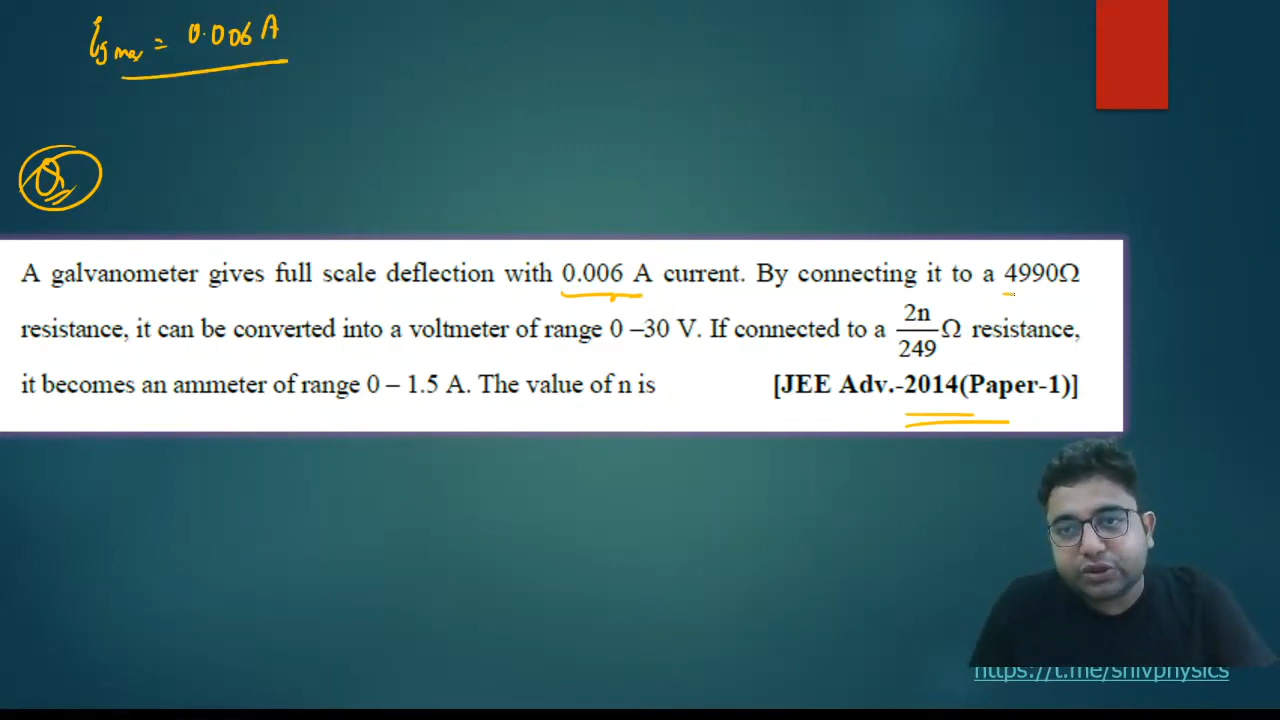 i_g max = 0.006 A
Q
A galvanometer gives full scale deflection with 0.006 A current. By connecting it to a 4990Ω
resistance, it can be converted into a voltmeter of range 0 –30 V. If connected to a 2n/249 Ω resistance,
it becomes an ammeter of range 0 – 1.5 A. The value of n is [JEE Adv.-2014(Paper-1)]
https://t.me/shivphysics